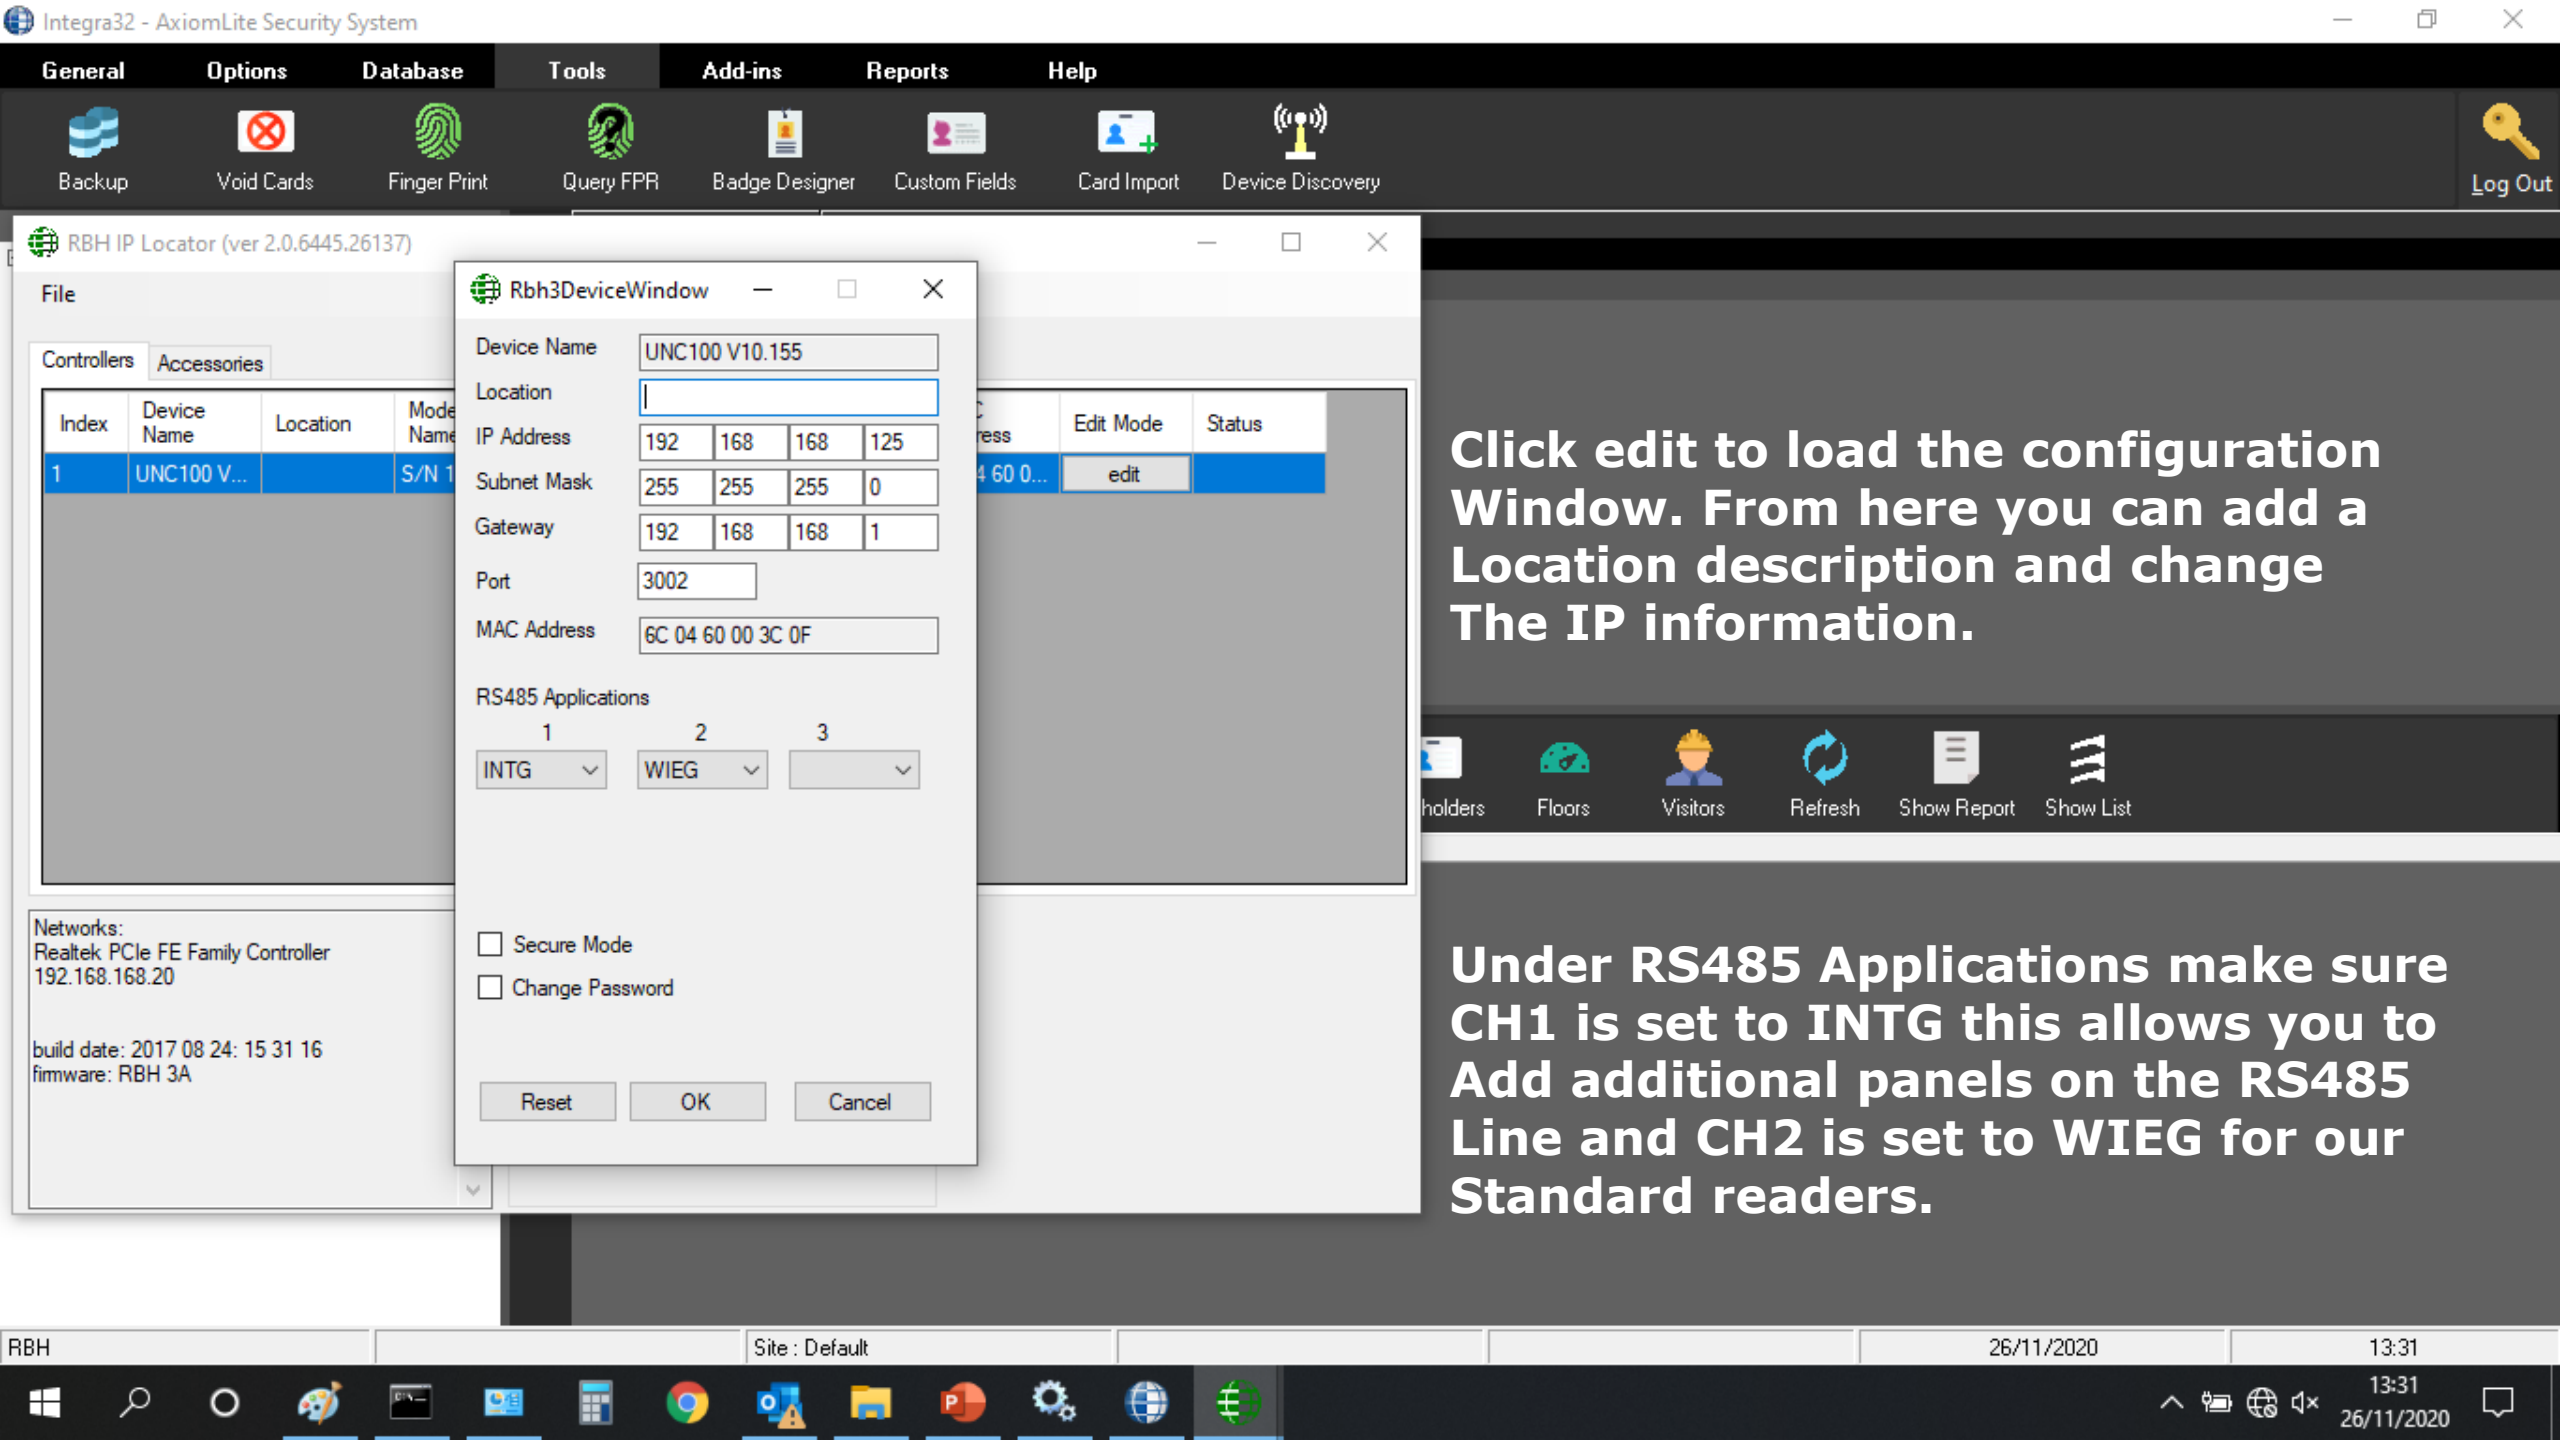 Integra32 - AxiomLite Security System
General Options Database Tools Add-ins Reports Help
Backup Void Cards Finger Print Query FPR Badge Designer Custom Fields Card Import Device Discovery Log Out
RBH IP Locator (ver 2.0.6445.26137)
File
Controllers Accessories
Index Device Name Location Edit Mode Status
1 UNC100 V... S/N 1 4 60 0... edit
Rbh3DeviceWindow
Device Name UNC100 V10.155
Location
IP Address 192 168 168 125
Subnet Mask 255 255 255 0
Gateway 192 168 168 1
Port 3002
MAC Address 6C 04 60 00 3C 0F
RS485 Applications
1 2 3
INTG WIEG
Secure Mode
Change Password
Reset OK Cancel
Networks:
Realtek PCIe FE Family Controller
192.168.168.20
build date: 2017 08 24: 15 31 16
firmware: RBH 3A
Click edit to load the configuration
Window. From here you can add a
Location description and change
The IP information.
holders Floors Visitors Refresh Show Report Show List
Under RS485 Applications make sure
CH1 is set to INTG this allows you to
Add additional panels on the RS485
Line and CH2 is set to WIEG for our
Standard readers.
RBH Site : Default 26/11/2020 13:31
13:31
26/11/2020